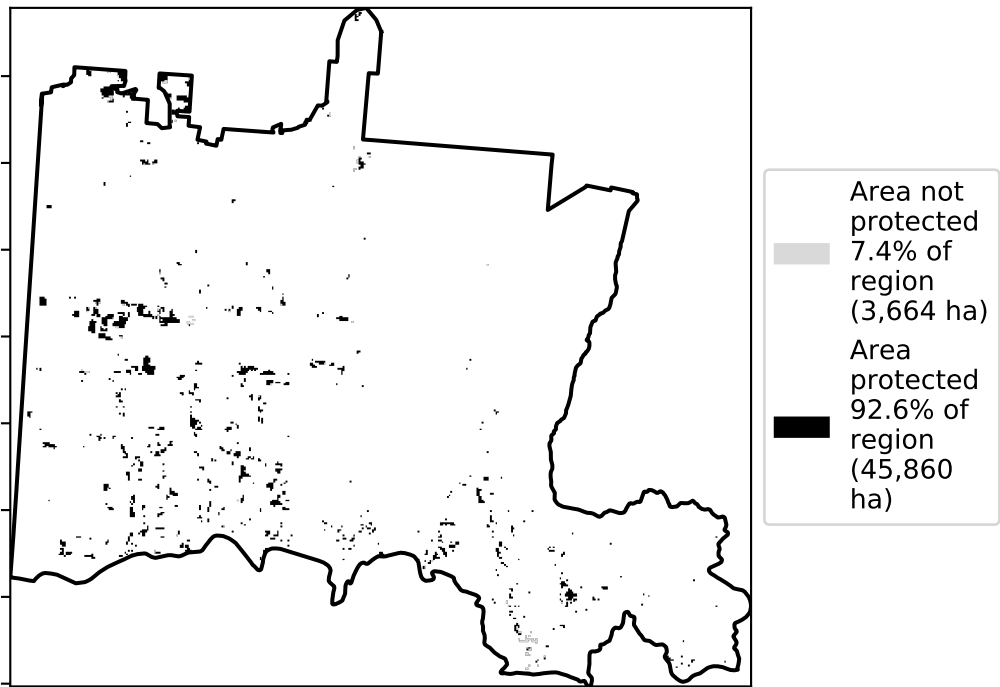 Area not
protected
7.4% of
region
(3,664 ha)
Area
protected
92.6% of
region
(45,860
ha)